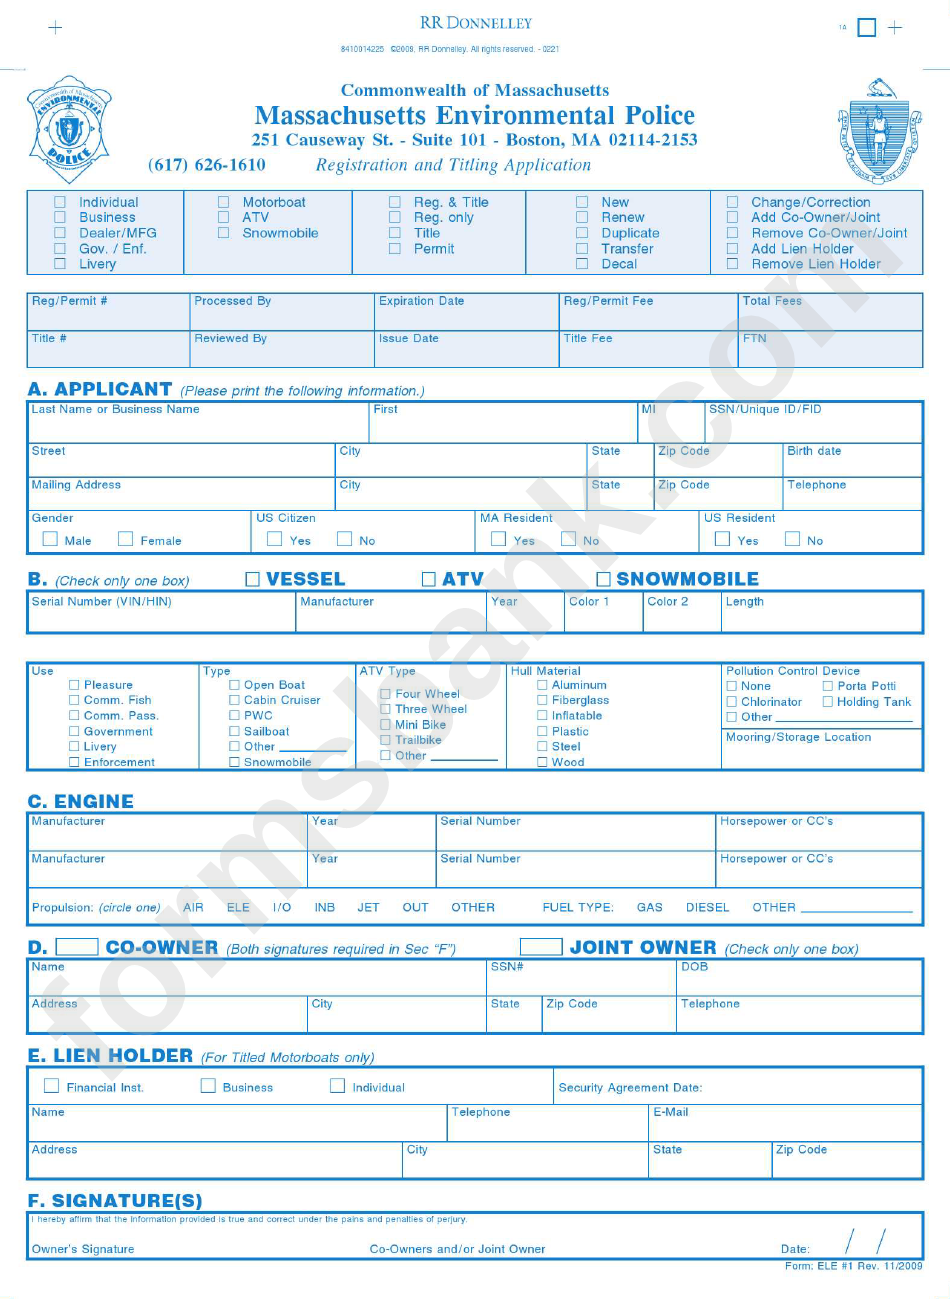 RR DONNELLEY
1A
8410014225 ©2009. RR Donnelley. All rights reserved. - 0221
Commonwealth of Massachusetts
Massachusetts Environmental Police
251 Causeway St. - Suite 101 - Boston, MA 02114-2153
(617) 626-1610 Registration and Titling Application
ENVIRONMENTAL
POLICE
Individual Motorboat Reg. & Title New Change/Correction
Business ATV Reg. only Renew Add Co-Owner/Joint
Dealer/MFG Snowmobile Title Duplicate Remove Co-Owner/Joint
Gov. / Enf. Permit Transfer Add Lien Holder
Livery Decal Remove Lien Holder
Reg/Permit # Processed By Expiration Date Reg/Permit Fee Total Fees
Title # Reviewed By Issue Date Title Fee FTN
A. APPLICANT (Please print the following information.)
Last Name or Business Name First MI SSN/Unique ID/FID
Street City State Zip Code Birth date
Mailing Address City State Zip Code Telephone
Gender US Citizen MA Resident US Resident
Male Female Yes No Yes No Yes No
B. (Check only one box) VESSEL ATV SNOWMOBILE
Serial Number (VIN/HIN) Manufacturer Year Color 1 Color 2 Length
Use Type ATV Type Hull Material Pollution Control Device
Pleasure Open Boat Four Wheel Aluminum None Porta Potti
Comm. Fish Cabin Cruiser Three Wheel Fiberglass Chlorinator Holding Tank
Comm. Pass. PWC Mini Bike Inflatable Other
Government Sailboat Trailbike Plastic Mooring/Storage Location
Livery Other Other Steel
Enforcement Snowmobile Wood
C. ENGINE
Manufacturer Year Serial Number Horsepower or CC's
Manufacturer Year Serial Number Horsepower or CC's
Propulsion: (circle one) AIR ELE I/O INB JET OUT OTHER FUEL TYPE: GAS DIESEL OTHER
D. CO-OWNER (Both signatures required in Sec "F") JOINT OWNER (Check only one box)
Name SSN# DOB
Address City State Zip Code Telephone
E. LIEN HOLDER (For Titled Motorboats only)
Financial Inst. Business Individual Security Agreement Date:
Name Telephone E-Mail
Address City State Zip Code
F. SIGNATURE(S)
I hereby affirm that the information provided is true and correct under the pains and penalties of perjury.
Owner's Signature Co-Owners and/or Joint Owner Date: / /
Form: ELE #1 Rev. 11/2009
formsbank.com